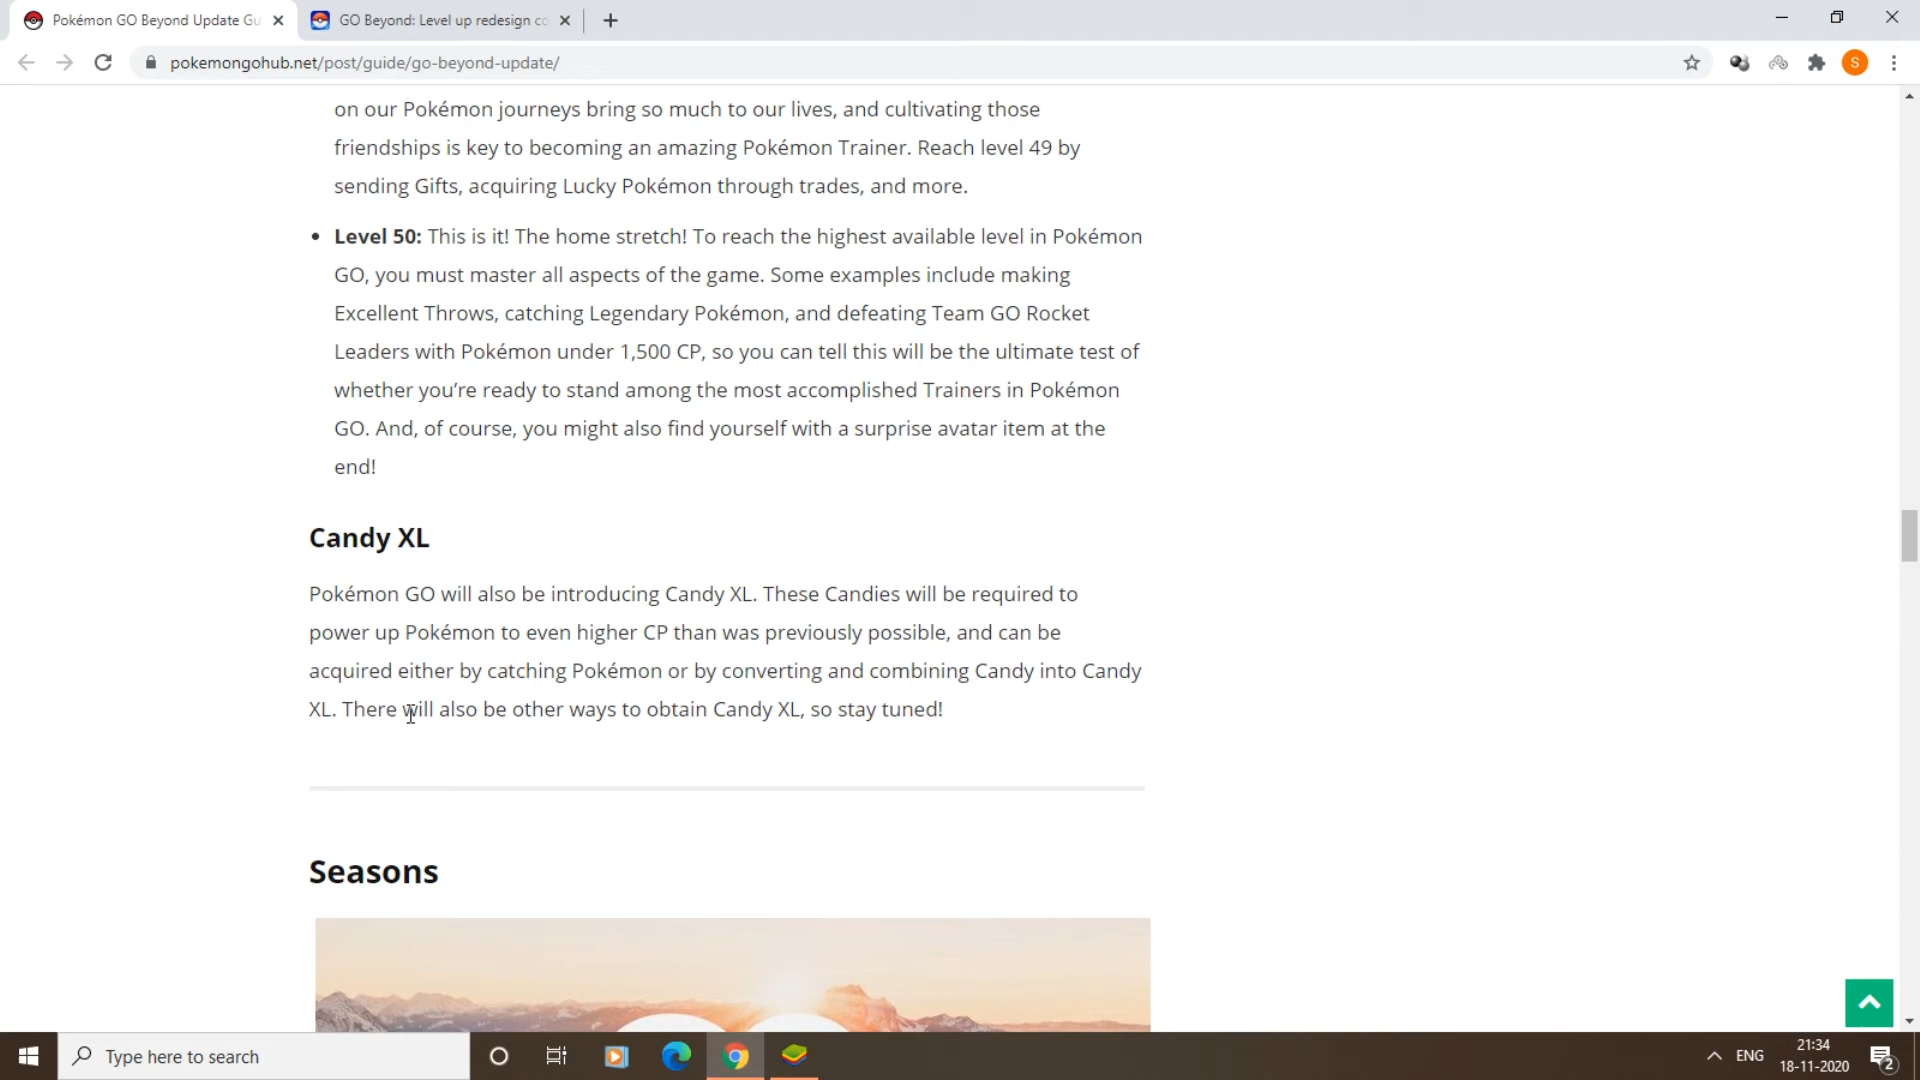 Pokémon GO Beyond Update Gu
GO Beyond: Level up redesign co
pokemongohub.net/post/guide/go-beyond-update/
S
on our Pokémon journeys bring so much to our lives, and cultivating those
friendships is key to becoming an amazing Pokémon Trainer. Reach level 49 by
sending Gifts, acquiring Lucky Pokémon through trades, and more.
• Level 50: This is it! The home stretch! To reach the highest available level in Pokémon
GO, you must master all aspects of the game. Some examples include making
Excellent Throws, catching Legendary Pokémon, and defeating Team GO Rocket
Leaders with Pokémon under 1,500 CP, so you can tell this will be the ultimate test of
whether you’re ready to stand among the most accomplished Trainers in Pokémon
GO. And, of course, you might also find yourself with a surprise avatar item at the
end!
Candy XL
Pokémon GO will also be introducing Candy XL. These Candies will be required to
power up Pokémon to even higher CP than was previously possible, and can be
acquired either by catching Pokémon or by converting and combining Candy into Candy
XL. There will also be other ways to obtain Candy XL, so stay tuned!
Seasons
Type here to search
ENG
21:34
18-11-2020
2